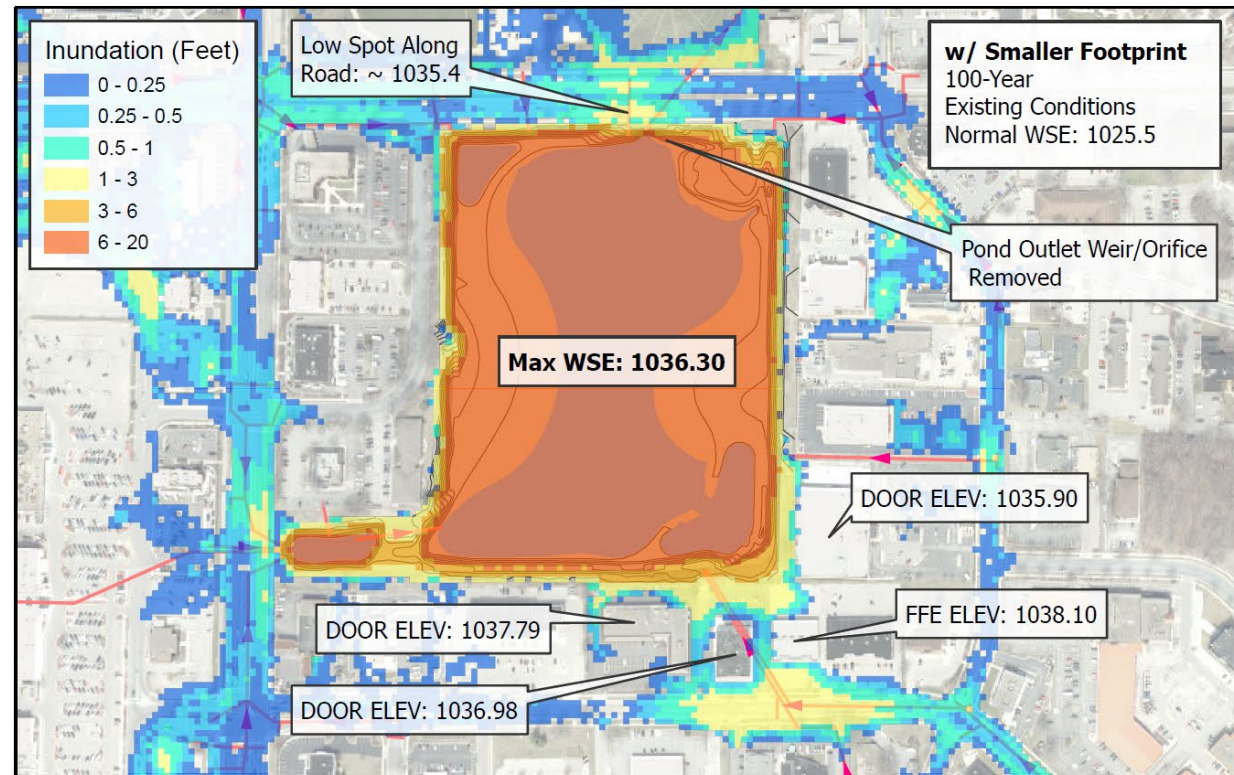 Inundation (Feet)
0 - 0.25
0.25 - 0.5
0.5 - 1
1 - 3
3 - 6
6 - 20
Low Spot Along
Road: ~ 1035.4
w/ Smaller Footprint
100-Year
Existing Conditions
Normal WSE: 1025.5
Pond Outlet Weir/Orifice
Removed
Max WSE: 1036.30
DOOR ELEV: 1035.90
FFE ELEV: 1038.10
DOOR ELEV: 1037.79
DOOR ELEV: 1036.98